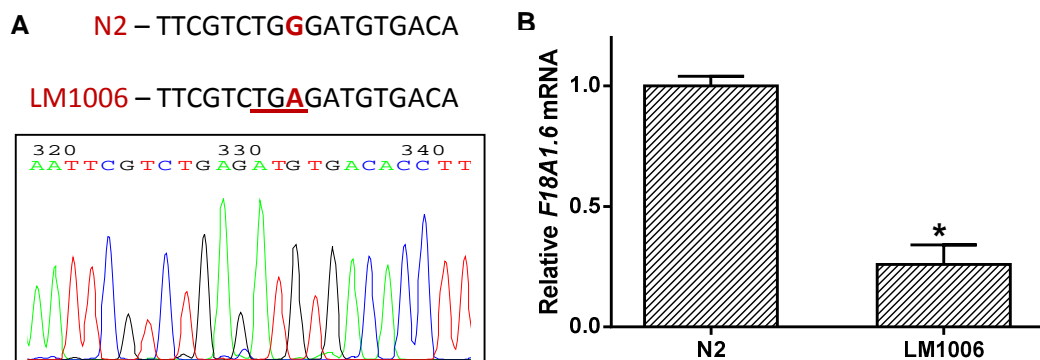 A
N2 – TTCGTCTGGGATGTGACA
LM1006 – TTCGTCTGAGATGTGACA
320 330 340
AATTCGTCTGAGATGTGACACCTT
B
Relative F18A1.6 mRNA
1.0
0.5
0.0
*
N2 LM1006